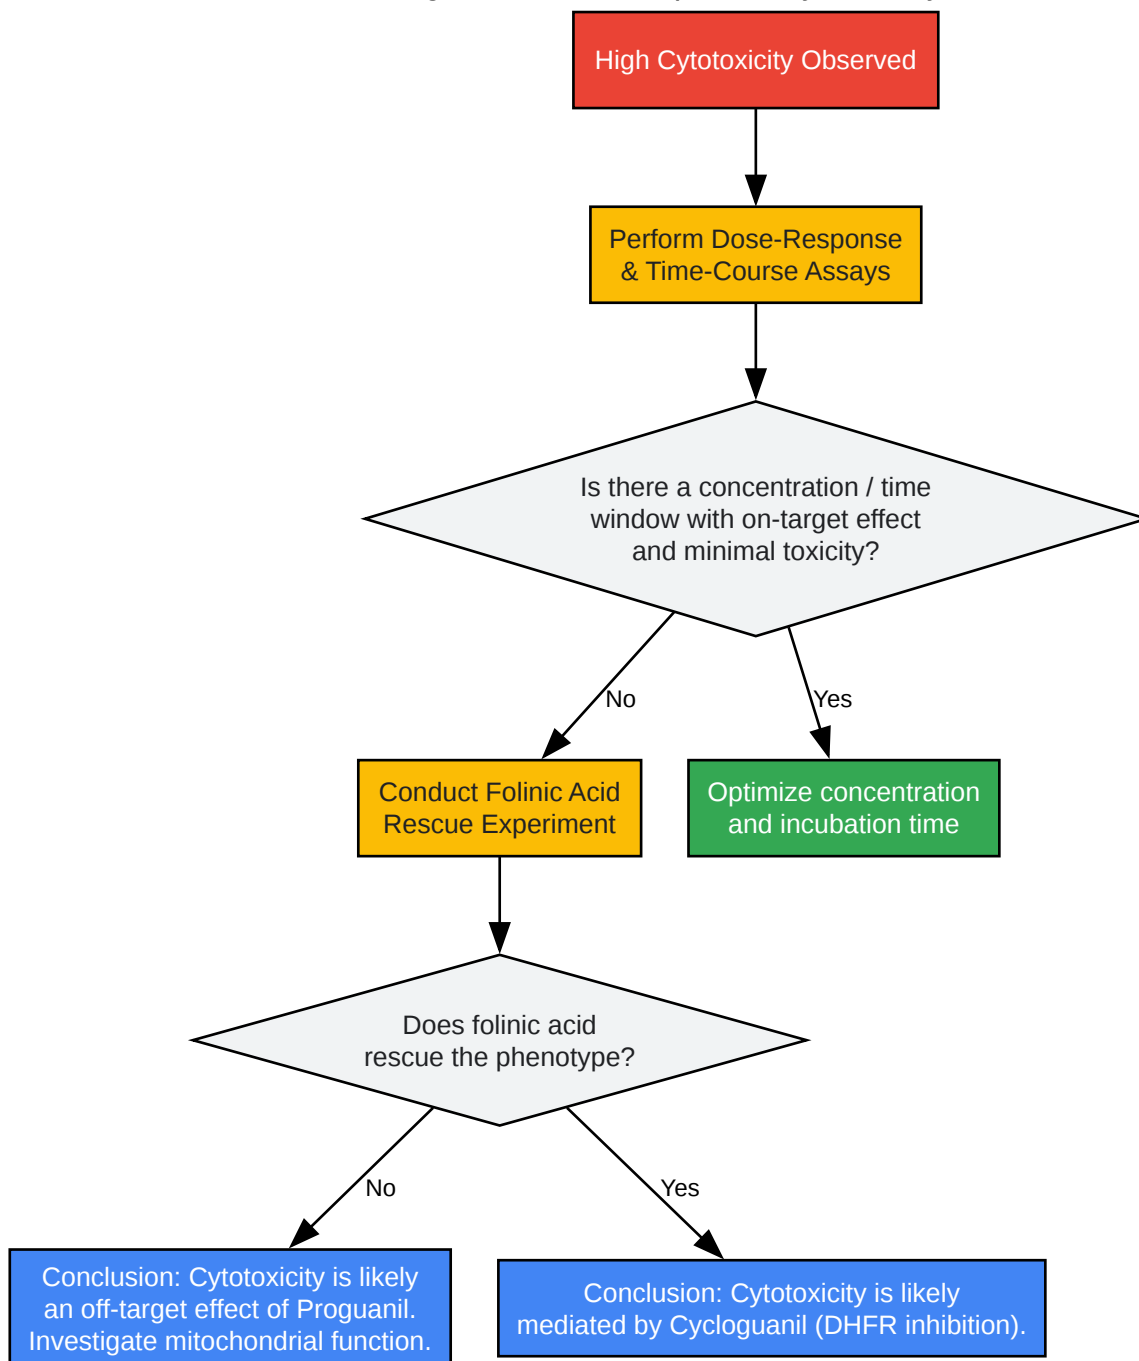 High Cytotoxicity Observed
Perform Dose-Response
& Time-Course Assays
Is there a concentration / time
window with on-target effect
and minimal toxicity?
No
Yes
Conduct Folinic Acid
Rescue Experiment
Optimize concentration
and incubation time
Does folinic acid
rescue the phenotype?
No
Yes
Conclusion: Cytotoxicity is likely
an off-target effect of Proguanil.
Investigate mitochondrial function.
Conclusion: Cytotoxicity is likely
mediated by Cycloguanil (DHFR inhibition).